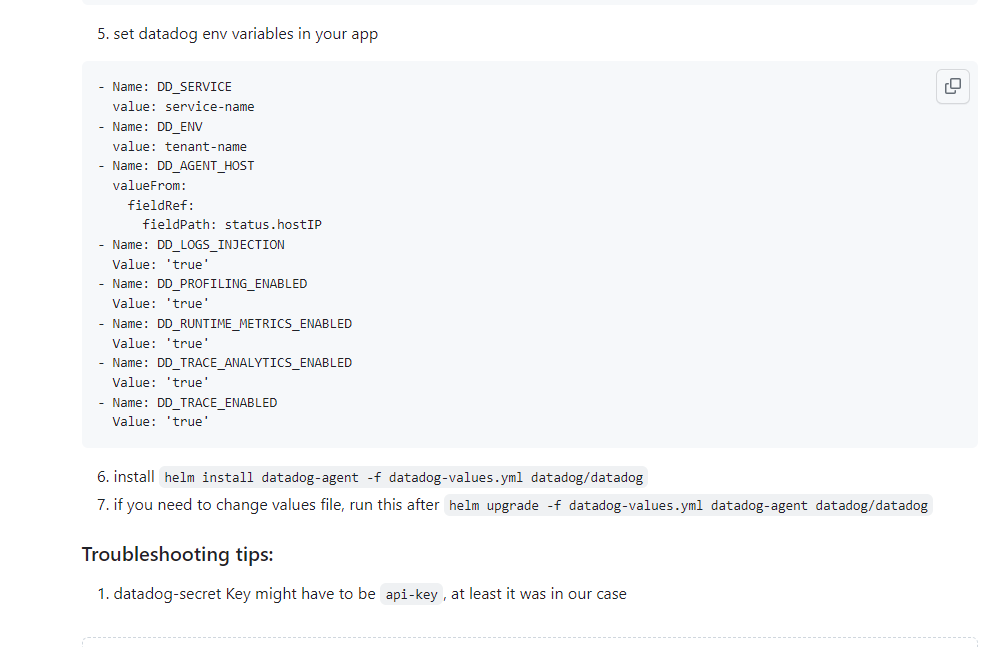 5. set datadog env variables in your app
- Name: DD_SERVICE
  value: service-name
- Name: DD_ENV
  value: tenant-name
- Name: DD_AGENT_HOST
  valueFrom:
    fieldRef:
      fieldPath: status.hostIP
- Name: DD_LOGS_INJECTION
  Value: 'true'
- Name: DD_PROFILING_ENABLED
  Value: 'true'
- Name: DD_RUNTIME_METRICS_ENABLED
  Value: 'true'
- Name: DD_TRACE_ANALYTICS_ENABLED
  Value: 'true'
- Name: DD_TRACE_ENABLED
  Value: 'true'
6. install helm install datadog-agent -f datadog-values.yml datadog/datadog
7. if you need to change values file, run this after helm upgrade -f datadog-values.yml datadog-agent datadog/datadog
Troubleshooting tips:
1. datadog-secret Key might have to be api-key , at least it was in our case